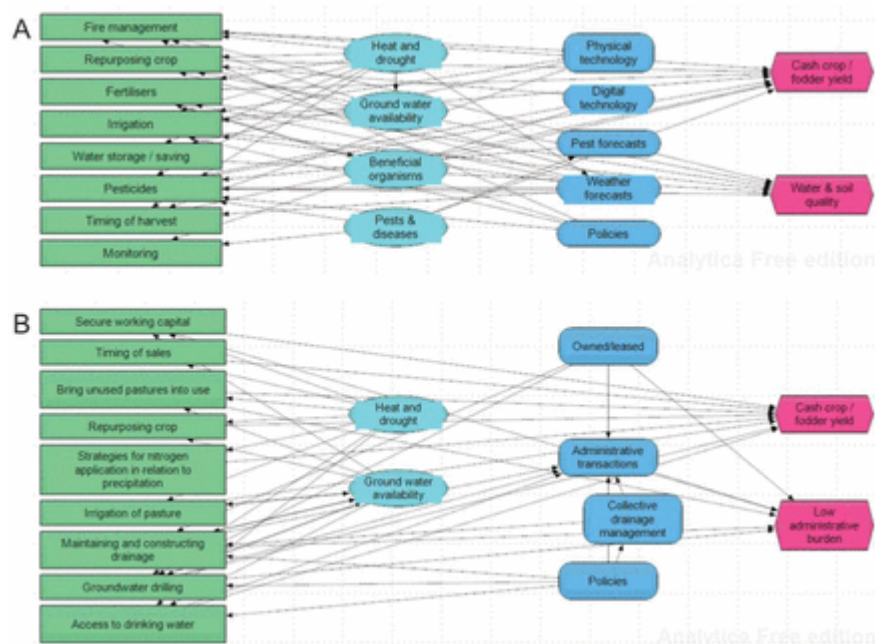 A
Fire management
Repurposing crop
Fertilisers
Irrigation
Water storage / saving
Pesticides
Timing of harvest
Monitoring
Heat and
drought
Ground water
availability
Beneficial
organisms
Pests &
diseases
Physical
technology
Digital
technology
Pest forecasts
Weather
forecasts
Policies
Cash crop /
fodder yield
Water & soil
quality
Analytica Free edition
B
Secure working capital
Timing of sales
Bring unused pastures into use
Repurposing crop
Strategies for nitrogen
application in relation to
precipitation
Irrigation of pasture
Maintaining and constructing
drainage
Groundwater drilling
Access to drinking water
Heat and
drought
Ground water
availability
Owned/leased
Administrative
transactions
Collective
drainage
management
Policies
Cash crop /
fodder yield
Low
administrative
burden
Analytica Free edition